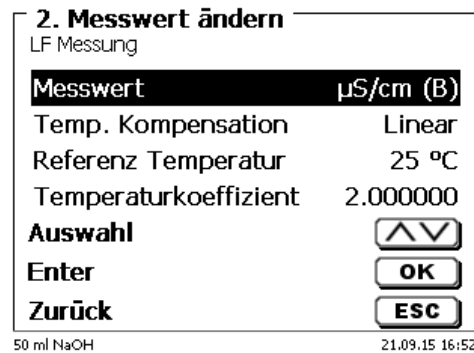 2. Messwert ändern
LF Messung
Messwert µS/cm (B)
Temp. Kompensation Linear
Referenz Temperatur 25 ºC
Temperaturkoeffizient 2.000000
Auswahl
Enter OK
Zurück ESC
50 ml NaOH 21.09.15 16:52